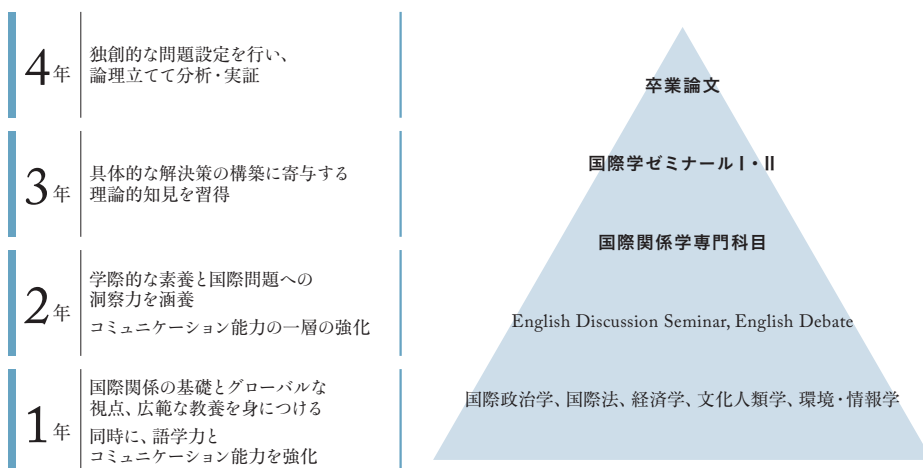 4年
独創的な問題設定を行い、
論理立てて分析・実証
3年
具体的な解決策の構築に寄与する
理論的知見を習得
2年
学際的な素養と国際問題への
洞察力を涵養
コミュニケーション能力の一層の強化
1年
国際関係の基礎とグローバルな
視点、広範な教養を身につける
同時に、語学力と
コミュニケーション能力を強化
卒業論文
国際学ゼミナールⅠ・Ⅱ
国際関係学専門科目
English Discussion Seminar, English Debate
国際政治学、国際法、経済学、文化人類学、環境・情報学